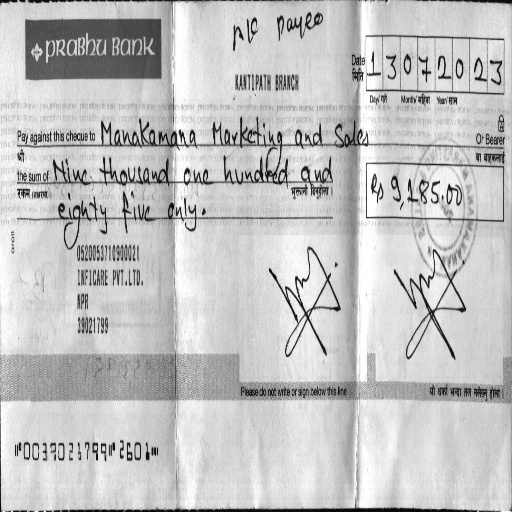 PRABHU BANK
A/C Payee
KANTIPATH BRANCH
Date
मिति
1 3 0 7 2 0 2 3
Day/गते Month/महिना Year/साल
Pay against this cheque to Manakamana Marketing and Sales
Or Bearer
श्री
वा वाहकलाई
the sum of Nine thousand one hundred and
रकम (अक्षरमा)
eighty five only.
Rs 9,185.00
0520053710900021
INFICARE PVT.LTD.
NPR
39021799
Please do not write or sign below this line
यो धर्का भन्दा तल नलेख्नु होला
⑈0039021799⑈2601⑈